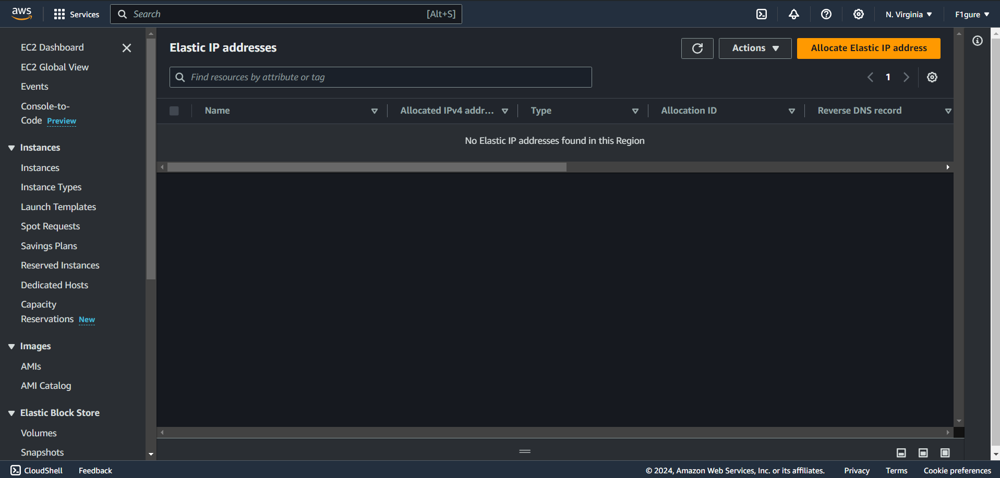 aws
Services
Search [Alt+S]
N. Virginia
F1gure
EC2 Dashboard
EC2 Global View
Events
Console-to-
Code Preview
Instances
Instances
Instance Types
Launch Templates
Spot Requests
Savings Plans
Reserved Instances
Dedicated Hosts
Capacity
Reservations New
Images
AMIs
AMI Catalog
Elastic Block Store
Volumes
Snapshots
Elastic IP addresses
Actions
Allocate Elastic IP address
Find resources by attribute or tag
1
Name
Allocated IPv4 addr...
Type
Allocation ID
Reverse DNS record
No Elastic IP addresses found in this Region
CloudShell
Feedback
© 2024, Amazon Web Services, Inc. or its affiliates.
Privacy
Terms
Cookie preferences